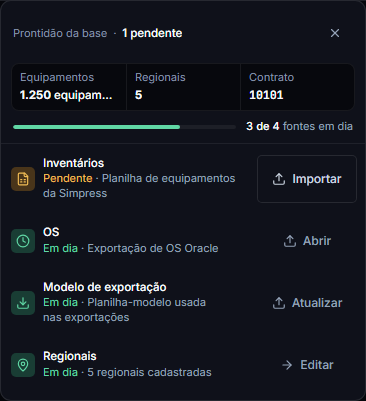 Prontidão da base · 1 pendente
Equipamentos
1.250 equipam...
Regionais
5
Contrato
10101
3 de 4 fontes em dia
Inventários
Pendente · Planilha de equipamentos
da Simpress
Importar
OS
Em dia · Exportação de OS Oracle
Abrir
Modelo de exportação
Em dia · Planilha-modelo usada
nas exportações
Atualizar
Regionais
Em dia · 5 regionais cadastradas
Editar